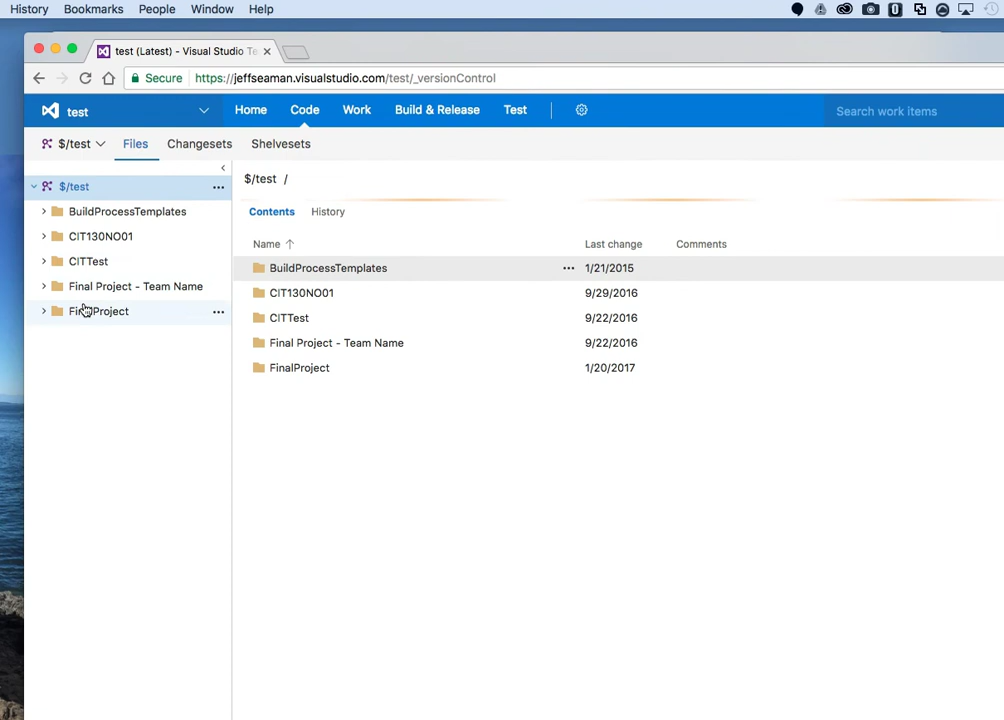 History Bookmarks People Window Help
test (Latest) - Visual Studio Te
Secure https://jeffseaman.visualstudio.com/test/_versionControl
test Home Code Work Build & Release Test Search work items
$/test Files Changesets Shelvesets
$/test
BuildProcessTemplates
CIT130NO01
CITTest
Final Project - Team Name
FinalProject
$/test /
Contents History
Name Last change Comments
BuildProcessTemplates 1/21/2015
CIT130NO01 9/29/2016
CITTest 9/22/2016
Final Project - Team Name 9/22/2016
FinalProject 1/20/2017